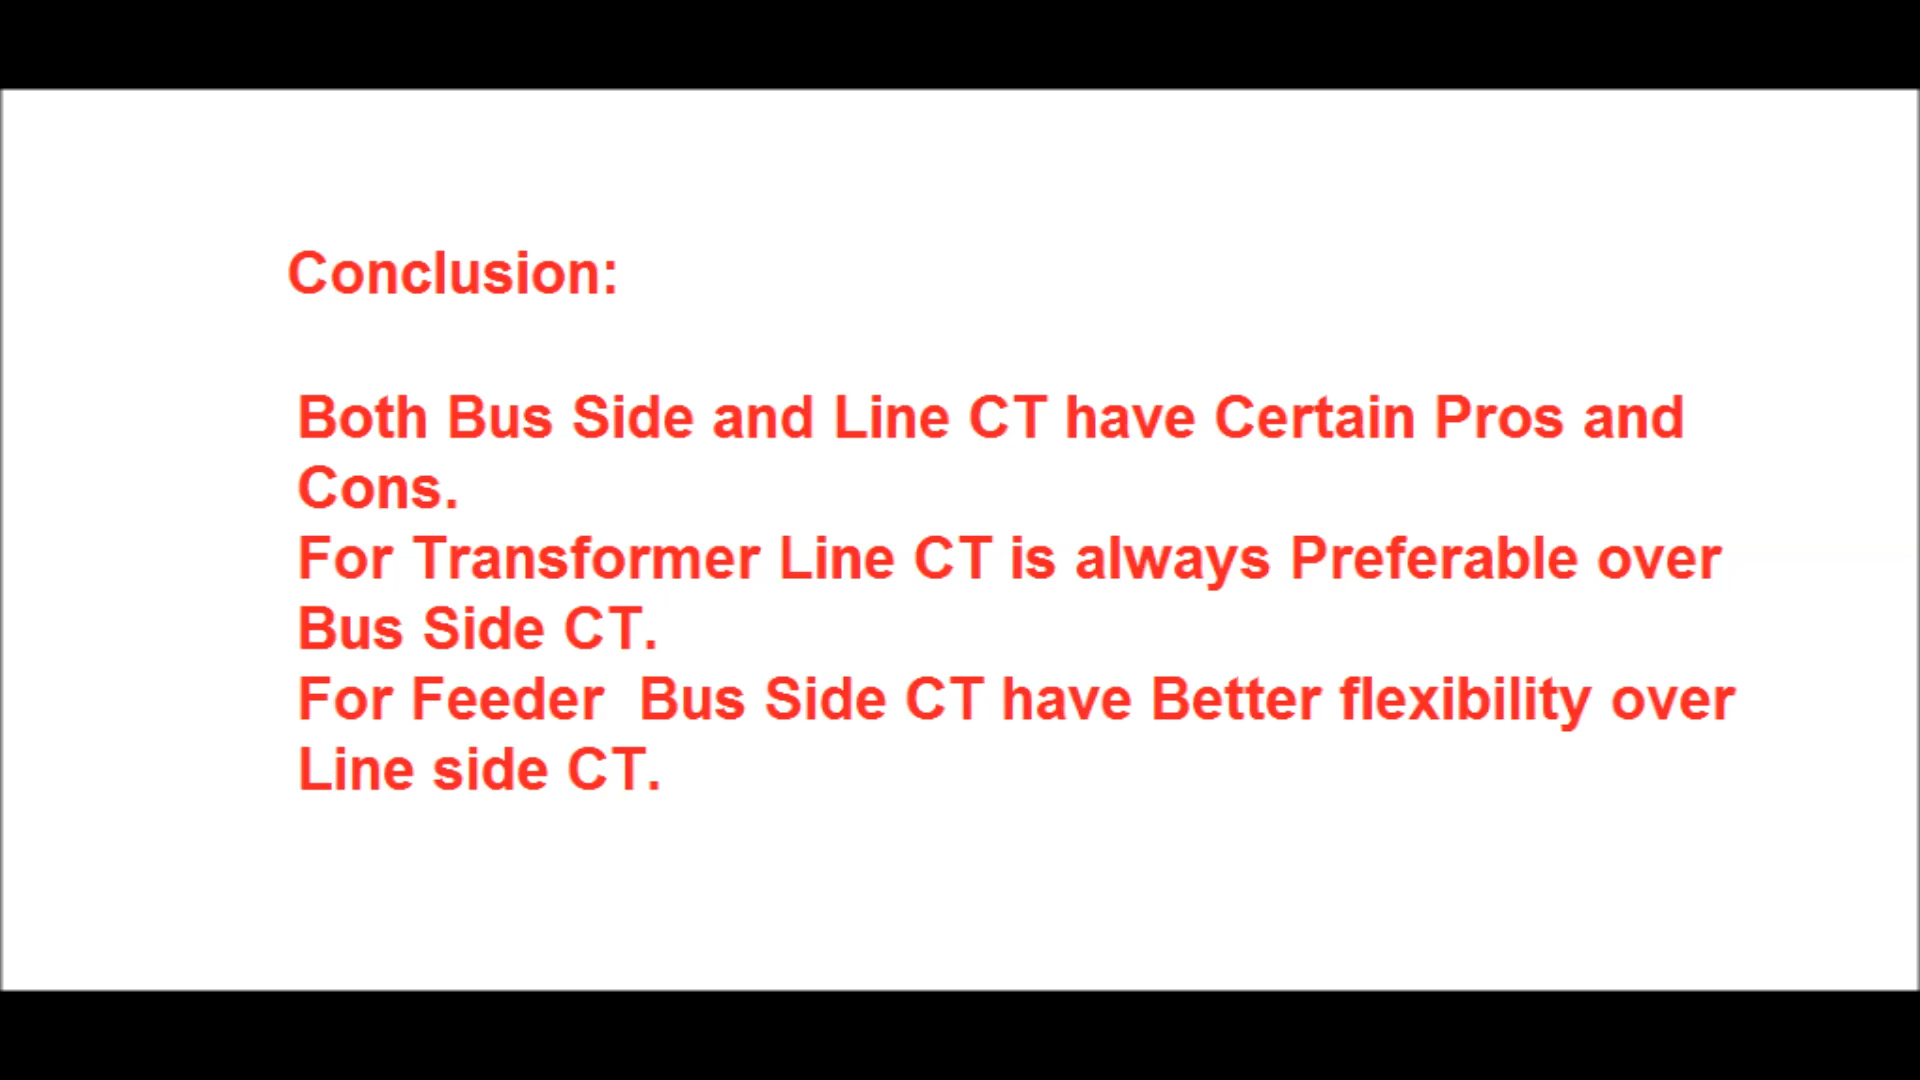 Conclusion:
Both Bus Side and Line CT have Certain Pros and
Cons.
For Transformer Line CT is always Preferable over
Bus Side CT.
For Feeder  Bus Side CT have Better flexibility over
Line side CT.